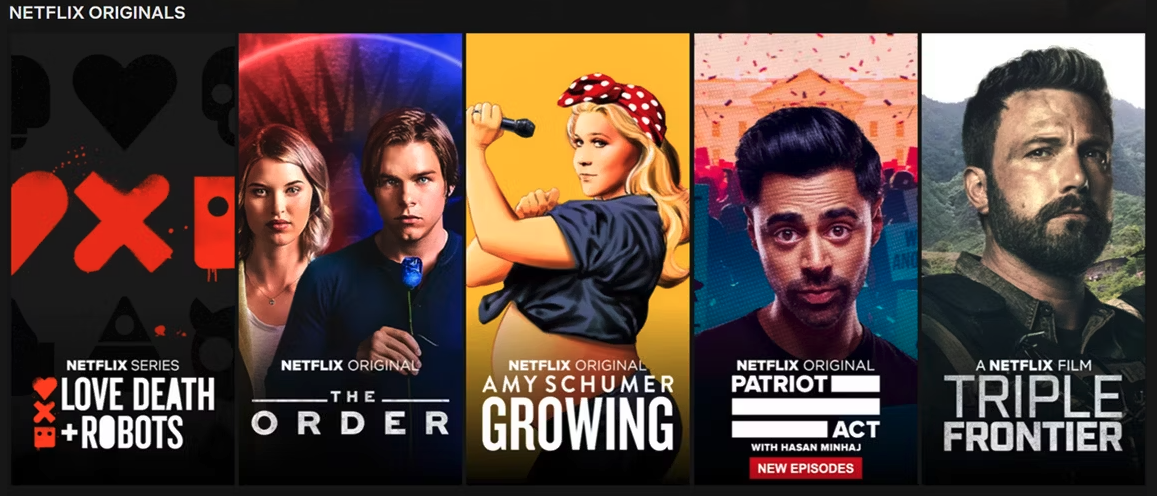 NETFLIX ORIGINALS
NETFLIX SERIES
LOVE DEATH
+ROBOTS
NETFLIX ORIGINAL
THE
ORDER
NETFLIX ORIGINAL
AMY SCHUMER
GROWING
NETFLIX ORIGINAL
PATRIOT
ACT
WITH HASAN MINHAJ
NEW EPISODES
A NETFLIX FILM
TRIPLE
FRONTIER